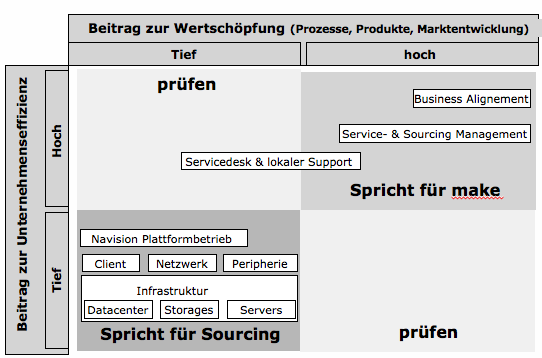 Beitrag zur Wertschöpfung (Prozesse, Produkte, Marktentwicklung)
Tief
hoch
Beitrag zur Unternehmenseffizienz
Hoch
prüfen
Business Alignement
Service- & Sourcing Management
Servicedesk & lokaler Support
Spricht für make
Tief
Navision Plattformbetrieb
Client
Netzwerk
Peripherie
Infrastruktur
Datacenter
Storages
Servers
Spricht für Sourcing
prüfen